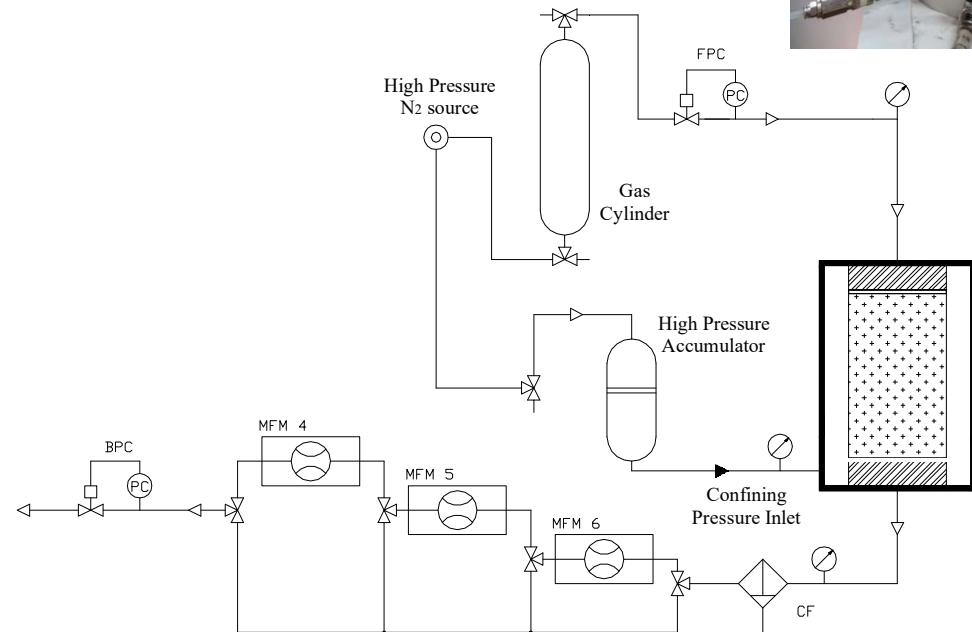 FPC
PC
High Pressure
N2 source
Gas
Cylinder
High Pressure
Accumulator
MFM 4
BPC
PC
MFM 5
Confining
Pressure Inlet
MFM 6
CF